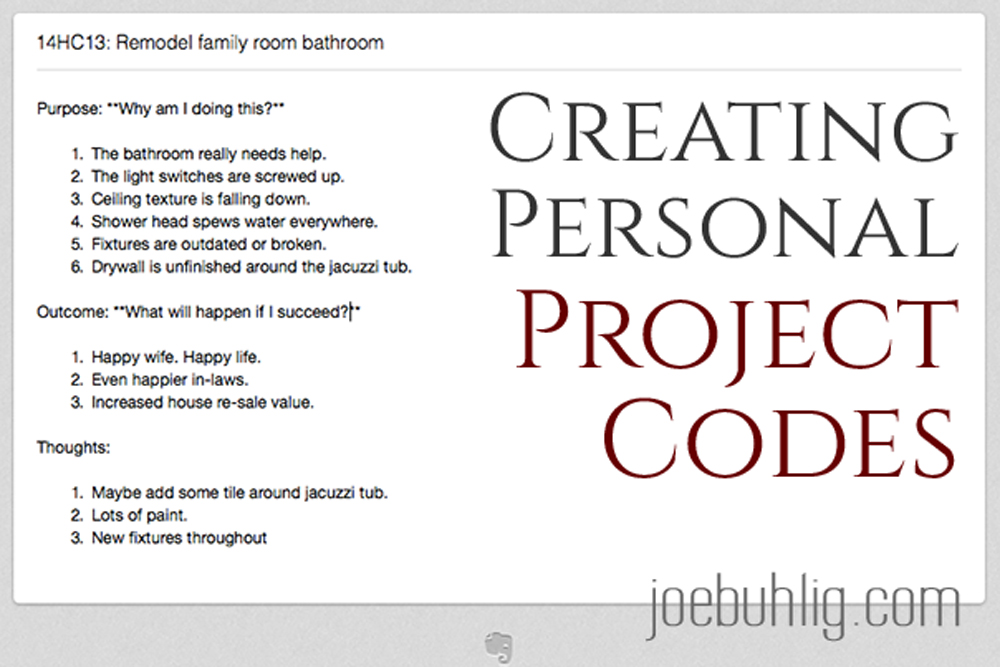 14HC13: Remodel family room bathroom
Purpose: **Why am I doing this?**
1. The bathroom really needs help.
2. The light switches are screwed up.
3. Ceiling texture is falling down.
4. Shower head spews water everywhere.
5. Fixtures are outdated or broken.
6. Drywall is unfinished around the jacuzzi tub.
Outcome: **What will happen if I succeed?**
1. Happy wife. Happy life.
2. Even happier in-laws.
3. Increased house re-sale value.
Thoughts:
1. Maybe add some tile around jacuzzi tub.
2. Lots of paint.
3. New fixtures throughout
Creating
Personal
Project
Codes
joebuhlig.com